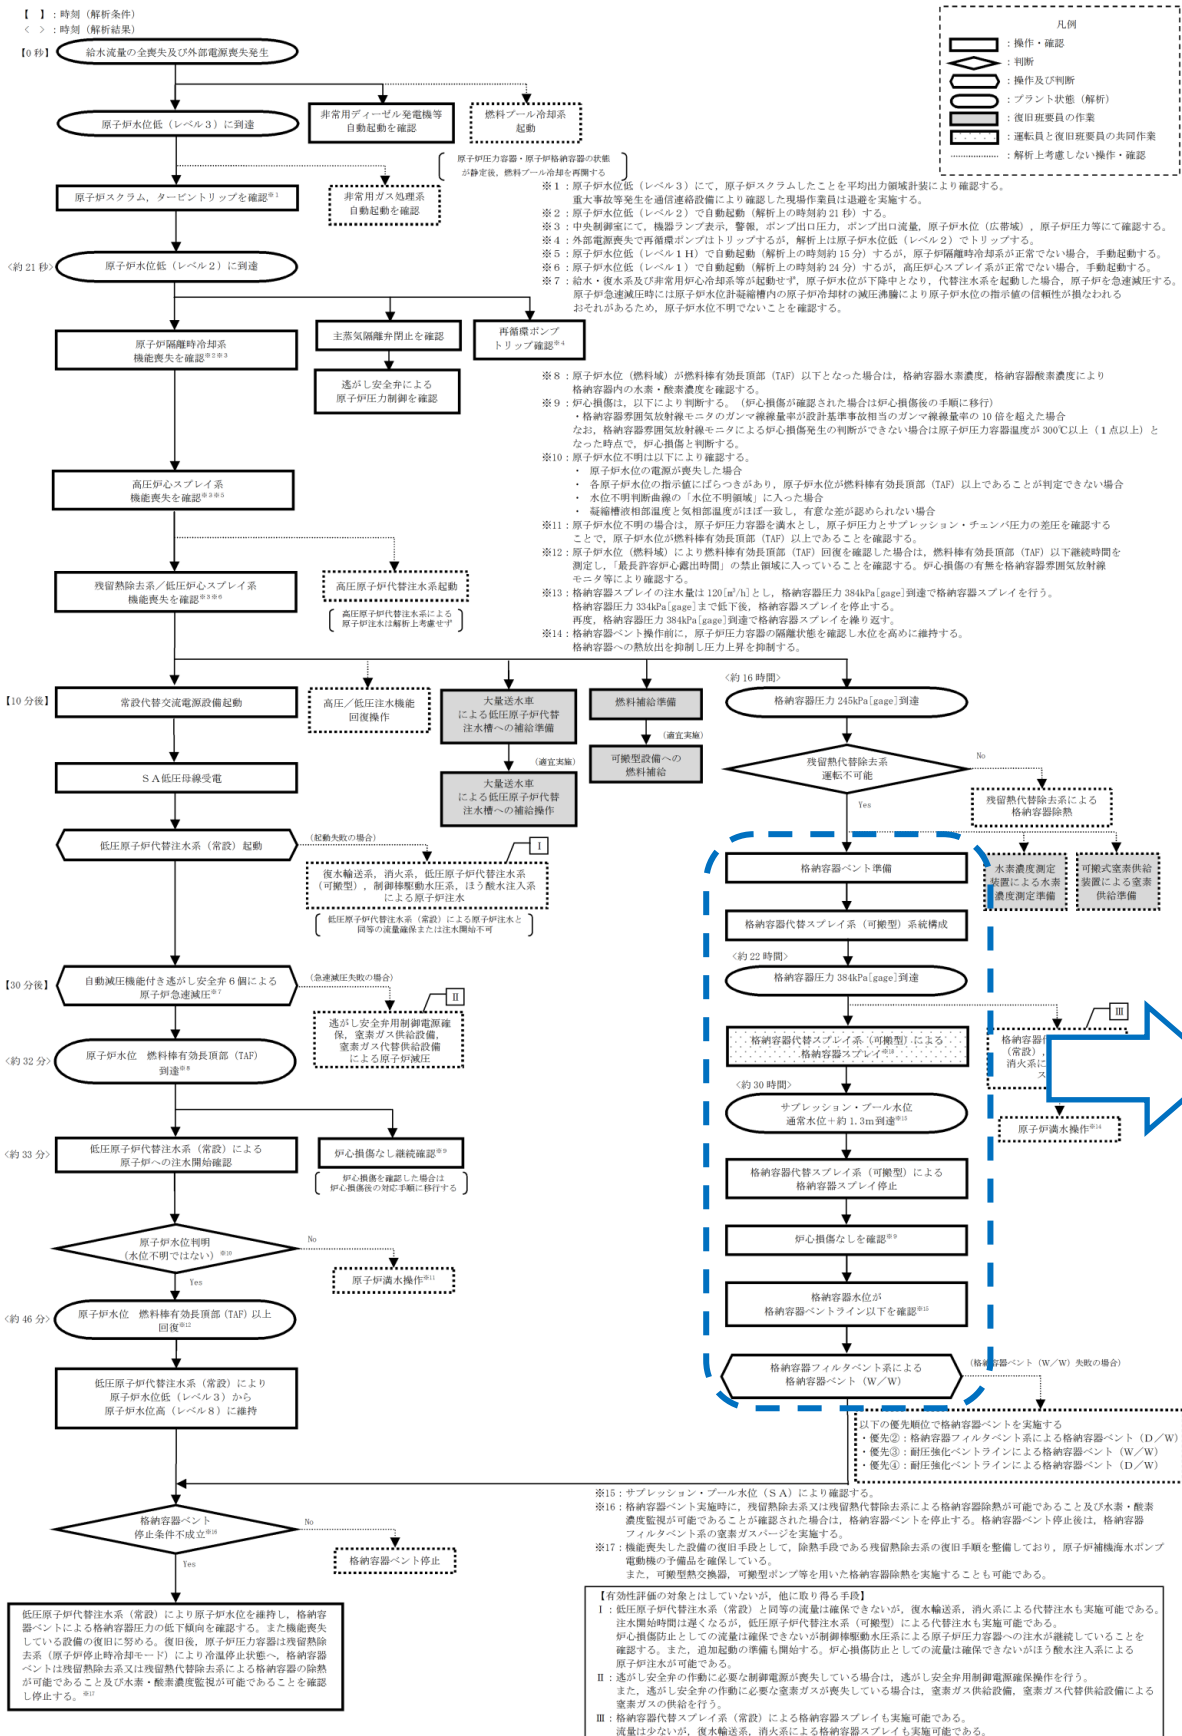 【　】：時刻（解析条件）
〈　〉：時刻（解析結果）
凡例
：操作・確認
：判断
：操作及び判断
：プラント状態（解析）
：復旧班要員の作業
：運転員と復旧班要員の共同作業
：解析上考慮しない操作・確認
【0秒】
給水流量の全喪失及び外部電源喪失発生
原子炉水位低（レベル３）に到達
非常用ディーゼル発電機等
自動起動を確認
燃料プール冷却系
起動
原子炉圧力容器・原子炉格納容器の状態
が静定後，燃料プール冷却を再開する
原子炉スクラム，タービントリップを確認※1
非常用ガス処理系
自動起動を確認
※１：原子炉水位低（レベル３）にて，原子炉スクラムしたことを平均出力領域計装により確認する。
重大事故等発生を通信連絡設備により確認した現場作業員は退避を実施する。
※２：原子炉水位低（レベル２）で自動起動（解析上の時刻約21秒）する。
※３：中央制御室にて，機器ランプ表示，警報，ポンプ出口圧力，ポンプ出口流量，原子炉水位（広帯域），原子炉圧力等にて確認する。
※４：外部電源喪失で再循環ポンプはトリップするが，解析上は原子炉水位低（レベル２）でトリップする。
※５：原子炉水位低（レベル１H）で自動起動（解析上の時刻約15分）するが，原子炉隔離時冷却系が正常でない場合，手動起動する。
※６：原子炉水位低（レベル１）で自動起動（解析上の時刻約24分）するが，高圧炉心スプレイ系が正常でない場合，手動起動する。
※７：給水・復水系及び非常用炉心冷却系等が起動せず，原子炉水位が下降中となり，代替注水系を起動した場合，原子炉を急速減圧する。
原子炉急速減圧時には原子炉水位計凝縮槽内の原子炉冷却材の減圧沸騰により原子炉水位の指示値の信頼性が損なわれる
おそれがあるため，原子炉水位不明でないことを確認する。
〈約21秒〉
原子炉水位低（レベル２）に到達
原子炉隔離時冷却系
機能喪失を確認※2※3
主蒸気隔離弁閉止を確認
再循環ポンプ
トリップ確認※4
逃がし安全弁による
原子炉圧力制御を確認
※８：原子炉水位（燃料域）が燃料棒有効長頂部（TAF）以下となった場合は，格納容器水素濃度，格納容器酸素濃度により
格納容器内の水素・酸素濃度を確認する。
※９：炉心損傷は，以下により判断する。（炉心損傷が確認された場合は炉心損傷後の手順に移行）
・格納容器雰囲気放射線モニタのガンマ線線量率が設計基準事故相当のガンマ線線量率の10倍を超えた場合
なお，格納容器雰囲気放射線モニタによる炉心損傷発生の判断ができない場合は原子炉圧力容器温度が300℃以上（１点以上）と
なった時点で，炉心損傷と判断する。
※10：原子炉水位不明は以下により確認する。
・　原子炉水位の電源が喪失した場合
・　各原子炉水位の指示値にばらつきがあり，原子炉水位が燃料棒有効長頂部（TAF）以上であることが判定できない場合
・　水位不明判断曲線の「水位不明領域」に入った場合
・　凝縮槽液相部温度と気相部温度がほぼ一致し，有意な差が認められない場合
※11：原子炉水位不明の場合は，原子炉圧力容器を満水とし，原子炉圧力とサプレッション・チェンバ圧力の差圧を確認する
ことで，原子炉水位が燃料棒有効長頂部（TAF）以上であることを確認する。
※12：原子炉水位（燃料域）により燃料棒有効長頂部（TAF）回復を確認した場合は，燃料棒有効長頂部（TAF）以下継続時間を
測定し，「最長許容炉心露出時間」の禁止領域に入っていることを確認する。炉心損傷の有無を格納容器雰囲気放射線
モニタ等により確認する。
※13：格納容器スプレイの注水量は120[m³/h]とし，格納容器圧力384kPa[gage]到達で格納容器スプレイを行う。
格納容器圧力334kPa[gage]まで低下後，格納容器スプレイを停止する。
再度，格納容器圧力384kPa[gage]到達で格納容器スプレイを繰り返す。
※14：格納容器ベント操作前に，原子炉圧力容器の隔離状態を確認し水位を高めに維持する。
格納容器への熱放出を抑制し圧力上昇を抑制する。
高圧炉心スプレイ系
機能喪失を確認※3※5
残留熱除去系／低圧炉心スプレイ系
機能喪失を確認※3※6
高圧原子炉代替注水系起動
高圧原子炉代替注水系による
原子炉注水は解析上考慮せず
【10分後】
常設代替交流電源設備起動
高圧／低圧注水機能
回復操作
大量送水車
による低圧原子炉代替
注水槽への補給準備
燃料補給準備
（適宜実施）
（適宜実施）
大量送水車
による低圧原子炉代替
注水槽への補給操作
可搬型設備への
燃料補給
〈約16時間〉
格納容器圧力245kPa[gage]到達
残留熱代替除去系
運転不可能
No
Yes
残留熱代替除去系による
格納容器除熱
ＳＡ低圧母線受電
低圧原子炉代替注水系（常設）起動
（起動失敗の場合）
Ⅰ
復水輸送系，消火系，低圧原子炉代替注水系
（可搬型），制御棒駆動水圧系，ほう酸水注入系
による原子炉注水
低圧原子炉代替注水系（常設）による原子炉注水と
同等の流量確保または注水開始不可
格納容器ベント準備
水素濃度測定
装置による水素
濃度測定準備
可搬式窒素供給
装置による窒素
供給準備
格納容器代替スプレイ系（可搬型）系統構成
〈約22時間〉
格納容器圧力384kPa[gage]到達
【30分後】
自動減圧機能付き逃がし安全弁６個による
原子炉急速減圧※7
（急速減圧失敗の場合）
Ⅱ
逃がし安全弁用制御電源確
保，窒素ガス供給設備，
窒素ガス代替供給設備
による原子炉減圧
格納容器代替スプレイ系（可搬型）による
格納容器スプレイ※13
Ⅲ
格納容器
（常設），
消火系に
ス
〈約32分〉
原子炉水位　燃料棒有効長頂部（TAF）
到達※8
〈約30時間〉
サプレッション・プール水位
通常水位＋約1.3m到達※15
原子炉満水操作※14
〈約33分〉
低圧原子炉代替注水系（常設）による
原子炉への注水開始確認
炉心損傷なし継続確認※9
炉心損傷を確認した場合は
炉心損傷後の対応手順に移行する
格納容器代替スプレイ系（可搬型）による
格納容器スプレイ停止
炉心損傷なしを確認※9
原子炉水位判明
（水位不明ではない）※10
No
Yes
原子炉満水操作※11
格納容器水位が
格納容器ベントライン以下を確認※15
〈約46分〉
原子炉水位　燃料棒有効長頂部（TAF）以上
回復※12
格納容器フィルタベント系による
格納容器ベント（Ｗ／Ｗ）
（格納容器ベント（Ｗ／Ｗ）失敗の場合）
低圧原子炉代替注水系（常設）により
原子炉水位低（レベル３）から
原子炉水位高（レベル８）に維持
以下の優先順位で格納容器ベントを実施する
・優先②：格納容器フィルタベント系による格納容器ベント（Ｄ／Ｗ）
・優先③：耐圧強化ベントラインによる格納容器ベント（Ｗ／Ｗ）
・優先④：耐圧強化ベントラインによる格納容器ベント（Ｄ／Ｗ）
※15：サプレッション・プール水位（ＳＡ）により確認する。
※16：格納容器ベント実施時に，残留熱除去系又は残留熱代替除去系による格納容器除熱が可能であること及び水素・酸素
濃度監視が可能であることが確認された場合は，格納容器ベントを停止する。格納容器ベント停止後は，格納容器
フィルタベント系の窒素ガスパージを実施する。
※17：機能喪失した設備の復旧手段として，除熱手段である残留熱除去系の復旧手順を整備しており，原子炉補機海水ポンプ
電動機の予備品を確保している。
また，可搬型熱交換器，可搬型ポンプ等を用いた格納容器除熱を実施することも可能である。
格納容器ベント
停止条件不成立※16
No
Yes
格納容器ベント停止
低圧原子炉代替注水系（常設）により原子炉水位を維持し，格納容
器ベントによる格納容器圧力の低下傾向を確認する。また機能喪失
している設備の復旧に努める。復旧後，原子炉圧力容器は残留熱除
去系（原子炉停止時冷却モード）により冷温停止状態へ，格納容器
ベントは残留熱除去系又は残留熱代替除去系による格納容器の除熱
が可能であること及び水素・酸素濃度監視が可能であることを確認
し停止する。※17
【有効性評価の対象とはしていないが，他に取り得る手段】
Ⅰ：低圧原子炉代替注水系（常設）と同等の流量は確保できないが，復水輸送系，消火系による代替注水も実施可能である。
注水開始時間は遅くなるが，低圧原子炉代替注水系（可搬型）による代替注水も実施可能である。
炉心損傷防止としての流量は確保できないが制御棒駆動水圧系による原子炉圧力容器への注水が継続していることを
確認する。また，追加起動の準備も開始する。炉心損傷防止としての流量は確保できないがほう酸水注入系による
原子炉注水が可能である。
Ⅱ：逃がし安全弁の作動に必要な制御電源が喪失している場合は，逃がし安全弁用制御電源確保操作を行う。
また，逃がし安全弁の作動に必要な窒素ガスが喪失している場合は，窒素ガス供給設備，窒素ガス代替供給設備による
窒素ガスの供給を行う。
Ⅲ：格納容器代替スプレイ系（常設）による格納容器スプレイも実施可能である。
流量は少ないが，復水輸送系，消火系による格納容器スプレイも実施可能である。